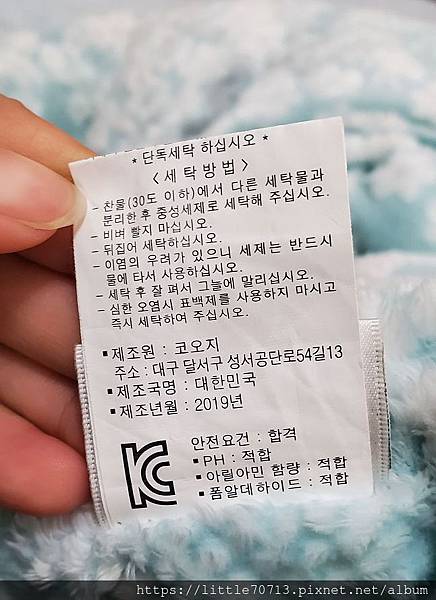 * 단독세탁 하십시오 *
< 세 탁 방 법 >
- 찬물(30도 이하)에서 다른 세탁물과
분리한 후 중성세제로 세탁해 주십시오.
- 비벼 빨지 마십시오.
- 뒤집어 세탁하십시오.
- 이염의 우려가 있으니 세제는 반드시
물에 타서 사용하십시오.
- 세탁 후 잘 펴서 그늘에 말리십시오.
- 심한 오염시 표백제를 사용하지 마시고
즉시 세탁하여 주십시오.
▪제조원 : 코오지
주소 : 대구 달서구 성서공단로54길13
▪제조국명 : 대한민국
▪제조년월 : 2019년
KC
안전요건 : 합격
▪PH : 적합
▪아릴아민 함량 : 적합
▪폼알데하이드 : 적합
https://little70713.pixnet.net/album